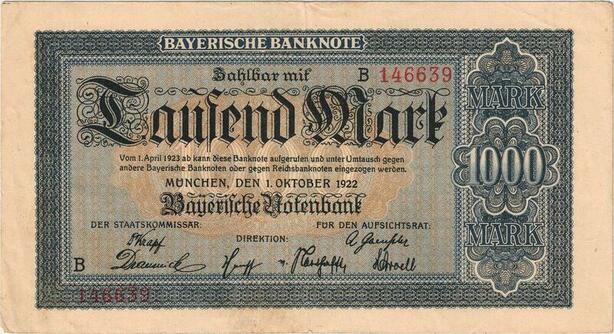 BAYERISCHE BANKNOTE
Zahlbar mit B 146639
Tausend Mark
MARK
1000
MARK
Vom 1. April 1923 ab kann diese Banknote aufgerufen und unter Umtausch gegen
andere Bayerische Banknoten oder gegen Reichsbanknoten eingezogen werden.
MÜNCHEN, DEN 1. OKTOBER 1922
Bayerische Notenbank
DER STAATSKOMMISSÄR: FÜR DEN AUFSICHTSRAT:
DIREKTION:
B
146639